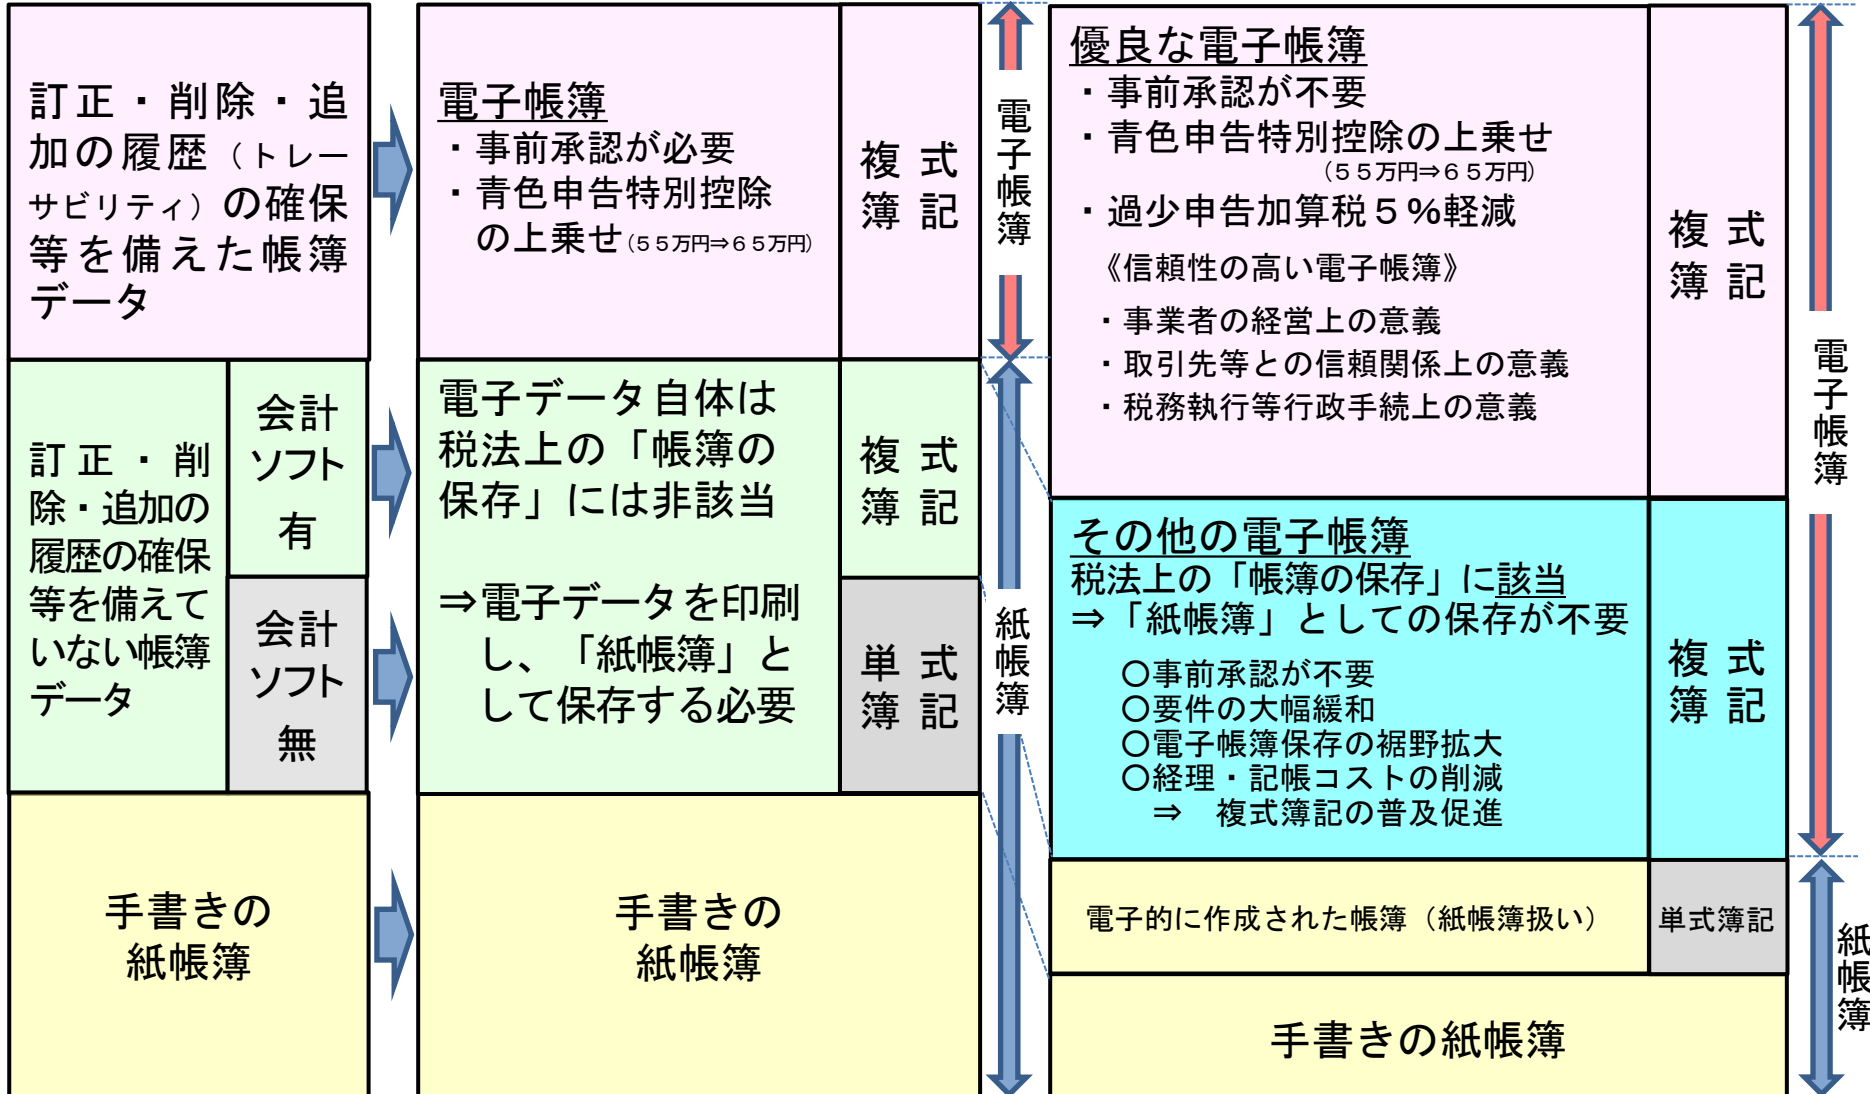 訂正・削除・追
加の履歴（トレー
サビリティ）の確保
等を備えた帳簿
データ
訂正・削
除・追加の
履歴の確保
等を備えて
いない帳簿
データ
会計
ソフト
有
会計
ソフト
無
手書きの
紙帳簿
電子帳簿
・事前承認が必要
・青色申告特別控除
の上乗せ（５５万円⇒６５万円）
複式
簿記
電子データ自体は
税法上の「帳簿の
保存」には非該当
⇒電子データを印刷
し、「紙帳簿」と
して保存する必要
複式
簿記
単式
簿記
手書きの
紙帳簿
電子帳簿
紙帳簿
優良な電子帳簿
・事前承認が不要
・青色申告特別控除の上乗せ
（５５万円⇒６５万円）
・過少申告加算税５％軽減
《信頼性の高い電子帳簿》
・事業者の経営上の意義
・取引先等との信頼関係上の意義
・税務執行等行政手続上の意義
複式
簿記
その他の電子帳簿
税法上の「帳簿の保存」に該当
⇒「紙帳簿」としての保存が不要
〇事前承認が不要
〇要件の大幅緩和
〇電子帳簿保存の裾野拡大
〇経理・記帳コストの削減
⇒　複式簿記の普及促進
複式
簿記
電子的に作成された帳簿（紙帳簿扱い）
単式簿記
手書きの紙帳簿
電子帳簿
紙帳簿